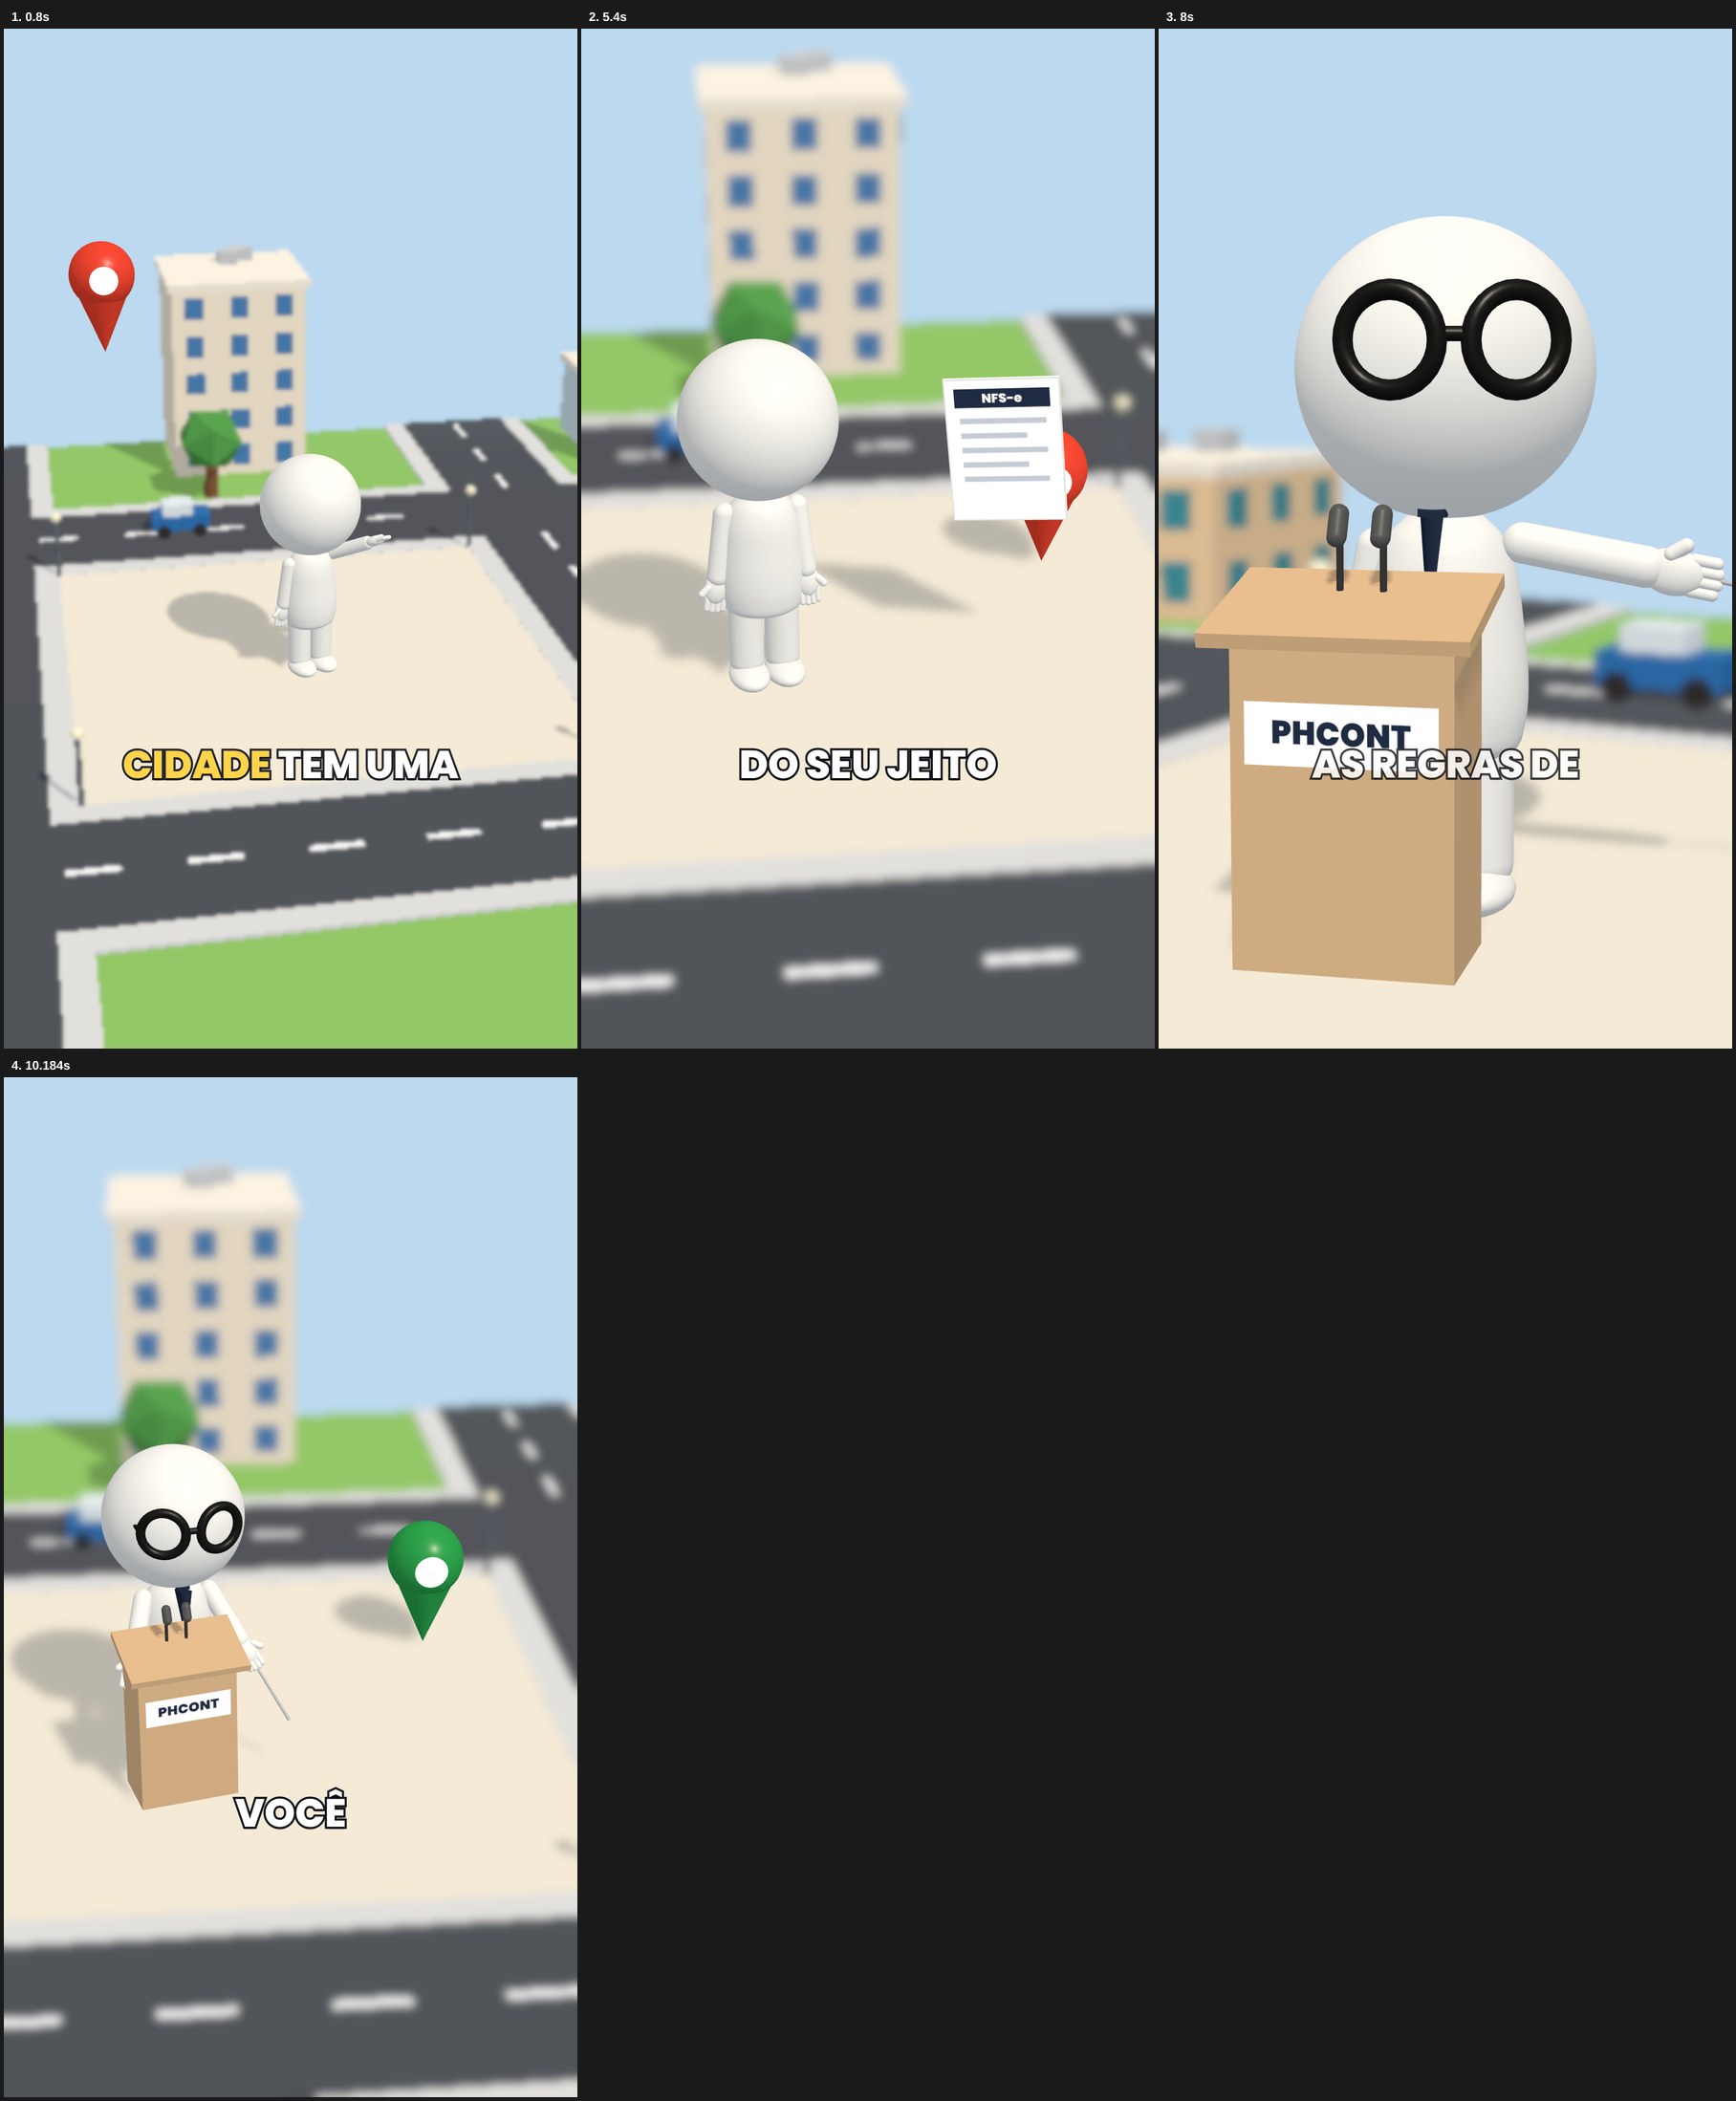 1. 0.8s
2. 5.4s
3. 8s
CIDADE TEM UMA
NFS-e
DO SEU JEITO
PHCONT
AS REGRAS DE
4. 10.184s
PHCONT
VOCÊ